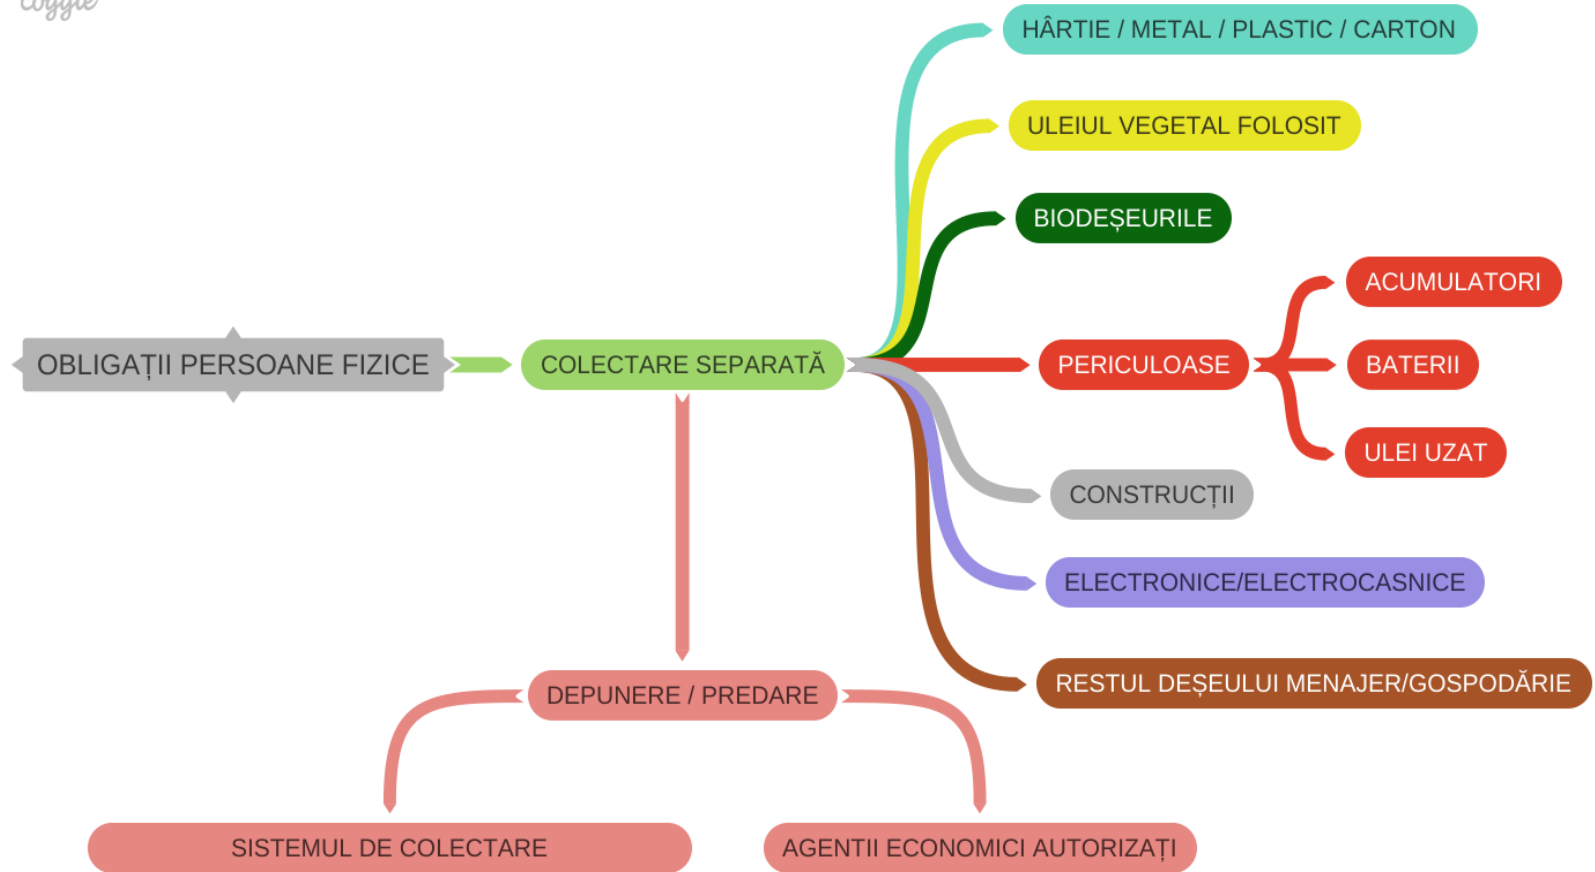 coggle
HÂRTIE / METAL / PLASTIC / CARTON
ULEIUL VEGETAL FOLOSIT
BIODEȘEURILE
ACUMULATORI
OBLIGAȚII PERSOANE FIZICE
COLECTARE SEPARATĂ
PERICULOASE
BATERII
ULEI UZAT
CONSTRUCȚII
ELECTRONICE/ELECTROCASNICE
RESTUL DEȘEULUI MENAJER/GOSPODĂRIE
DEPUNERE / PREDARE
SISTEMUL DE COLECTARE
AGENTII ECONOMICI AUTORIZAȚI